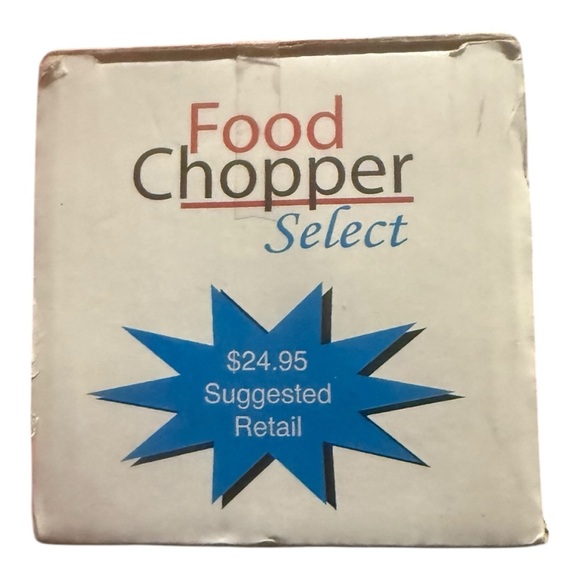 Food
Chopper
Select
$24.95
Suggested
Retail